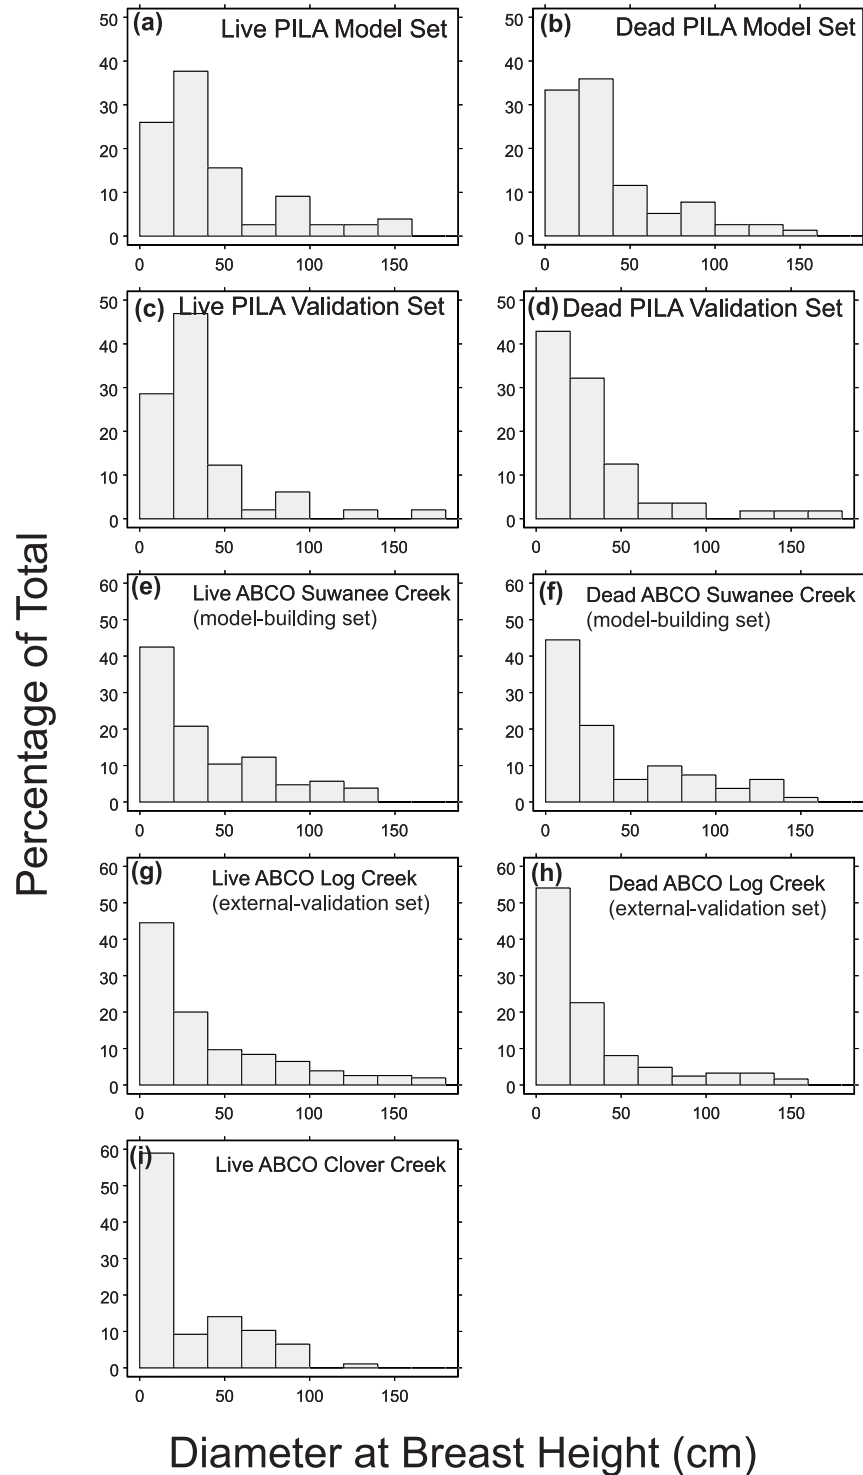 (a) Live PILA Model Set
50
40
30
20
10
0
0 50 100 150
(b) Dead PILA Model Set
50
40
30
20
10
0
0 50 100 150
(c) Live PILA Validation Set
50
40
30
20
10
0
0 50 100 150
(d) Dead PILA Validation Set
50
40
30
20
10
0
0 50 100 150
(e) Live ABCO Suwanee Creek
(model-building set)
60
50
40
30
20
10
0
0 50 100 150
(f) Dead ABCO Suwanee Creek
(model-building set)
60
50
40
30
20
10
0
0 50 100 150
(g) Live ABCO Log Creek
(external-validation set)
60
50
40
30
20
10
0
0 50 100 150
(h) Dead ABCO Log Creek
(external-validation set)
60
50
40
30
20
10
0
0 50 100 150
(i) Live ABCO Clover Creek
60
50
40
30
20
10
0
0 50 100 150
Percentage of Total
Diameter at Breast Height (cm)